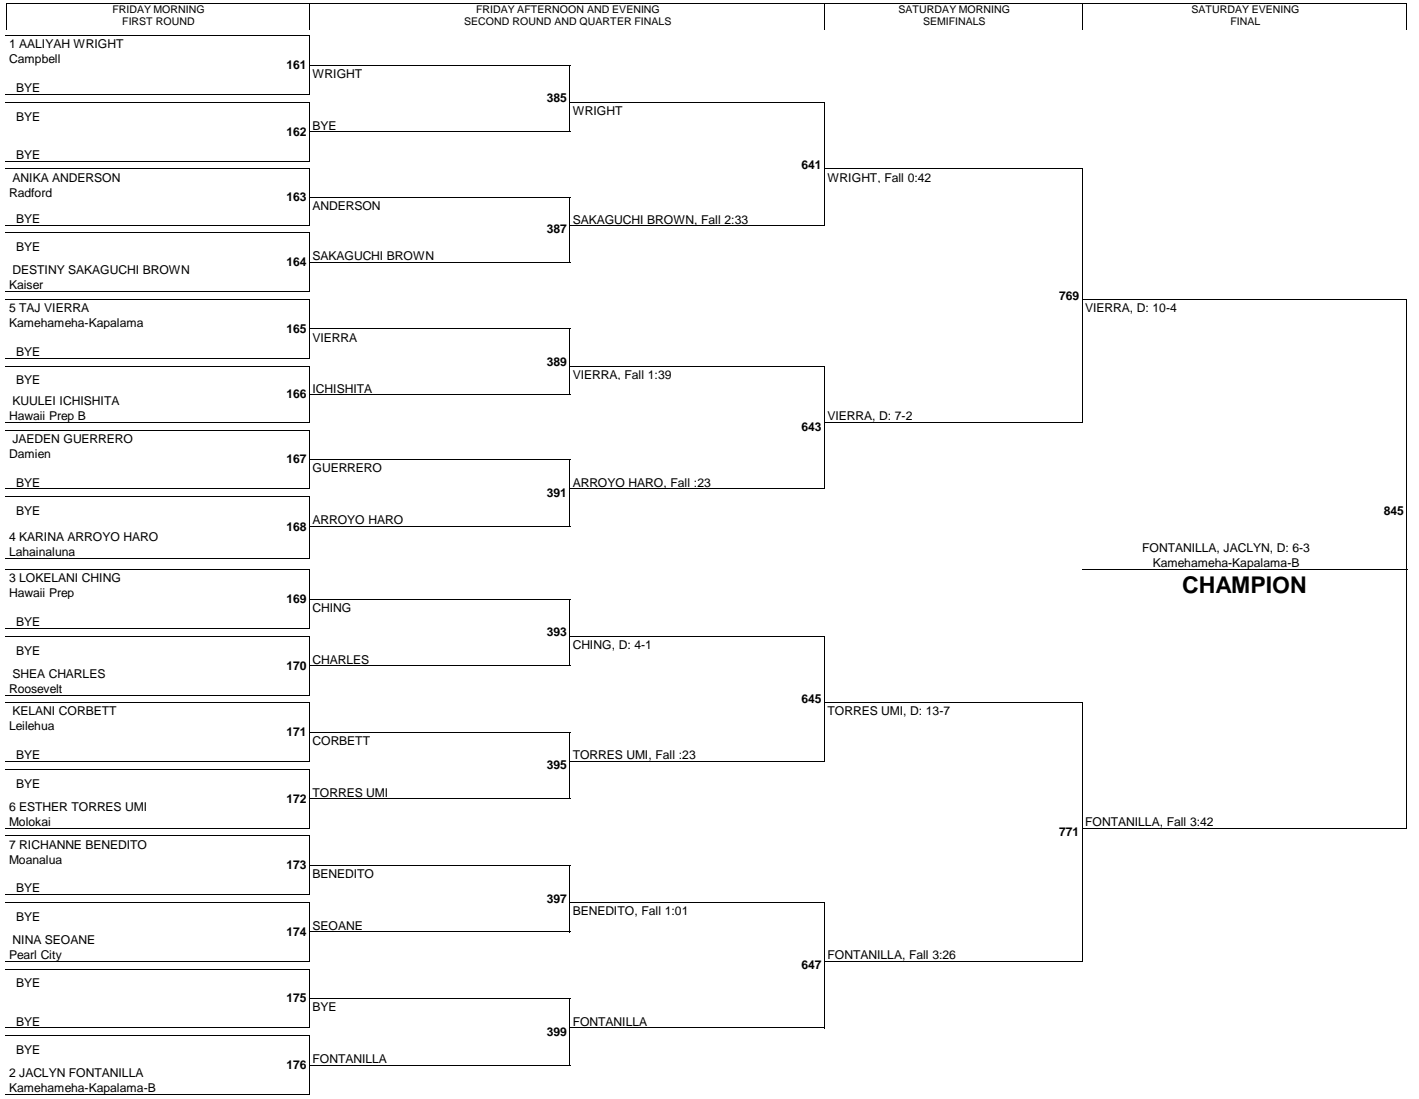 FRIDAY MORNING
FIRST ROUND
FRIDAY AFTERNOON AND EVENING
SECOND ROUND AND QUARTER FINALS
SATURDAY MORNING
SEMIFINALS
SATURDAY EVENING
FINAL
1 AALIYAH WRIGHT
Campbell
161
BYE
BYE
162
BYE
ANIKA ANDERSON
Radford
163
BYE
BYE
164
DESTINY SAKAGUCHI BROWN
Kaiser
5 TAJ VIERRA
Kamehameha-Kapalama
165
BYE
BYE
166
KUULEI ICHISHITA
Hawaii Prep B
JAEDEN GUERRERO
Damien
167
BYE
BYE
168
4 KARINA ARROYO HARO
Lahainaluna
3 LOKELANI CHING
Hawaii Prep
169
BYE
BYE
170
SHEA CHARLES
Roosevelt
KELANI CORBETT
Leilehua
171
BYE
BYE
172
6 ESTHER TORRES UMI
Molokai
7 RICHANNE BENEDITO
Moanalua
173
BYE
BYE
174
NINA SEOANE
Pearl City
BYE
175
BYE
BYE
176
2 JACLYN FONTANILLA
Kamehameha-Kapalama-B
WRIGHT
385
BYE
ANDERSON
387
SAKAGUCHI BROWN
VIERRA
389
ICHISHITA
GUERRERO
391
ARROYO HARO
CHING
393
CHARLES
CORBETT
395
TORRES UMI
BENEDITO
397
SEOANE
BYE
399
FONTANILLA
WRIGHT
641
SAKAGUCHI BROWN, Fall 2:33
VIERRA, Fall 1:39
643
ARROYO HARO, Fall :23
CHING, D: 4-1
645
TORRES UMI, Fall :23
BENEDITO, Fall 1:01
647
FONTANILLA
WRIGHT, Fall 0:42
769
VIERRA, D: 7-2
TORRES UMI, D: 13-7
771
FONTANILLA, Fall 3:26
VIERRA, D: 10-4
845
FONTANILLA, JACLYN, D: 6-3
Kamehameha-Kapalama-B
CHAMPION
FONTANILLA, Fall 3:42